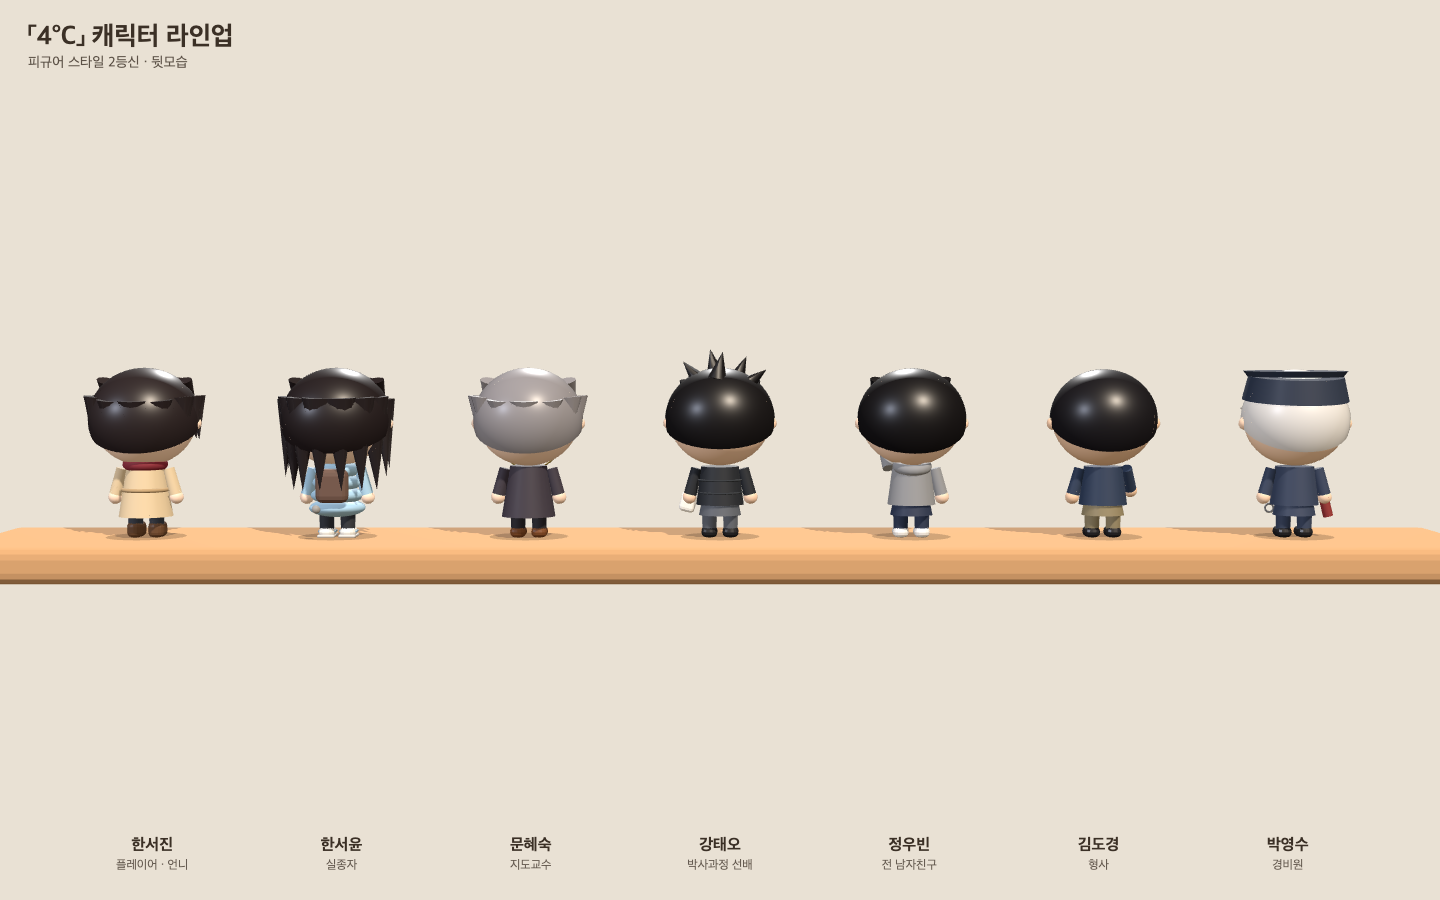 「4°C」 캐릭터 라인업
피규어 스타일 2등신 · 뒷모습
한서진
플레이어 · 언니
한서윤
실종자
문혜숙
지도교수
강태오
박사과정 선배
정우빈
전 남자친구
김도경
형사
박영수
경비원